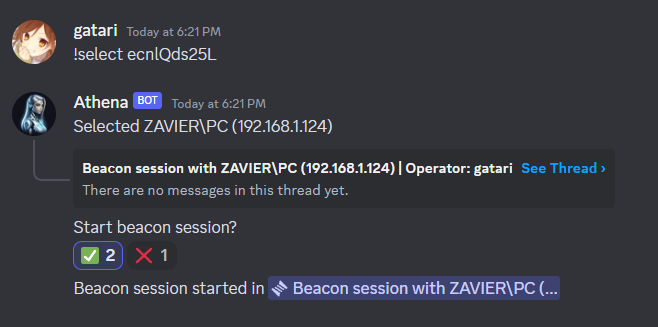 gatari Today at 6:21 PM
!select ecnlQds25L
Athena BOT Today at 6:21 PM
Selected ZAVIER\PC (192.168.1.124)
Beacon session with ZAVIER\PC (192.168.1.124) | Operator: gatari See Thread ›
There are no messages in this thread yet.
Start beacon session?
✅ 2 ❌ 1
Beacon session started in Beacon session with ZAVIER\PC (...